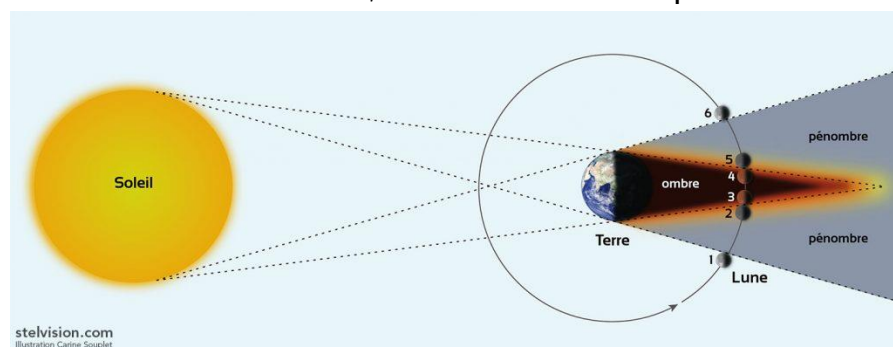 6
pénombre
5
Soleil
4
ombre
3
2
Terre
pénombre
1
Lune
stelvision.com
Illustration Carine Souplet